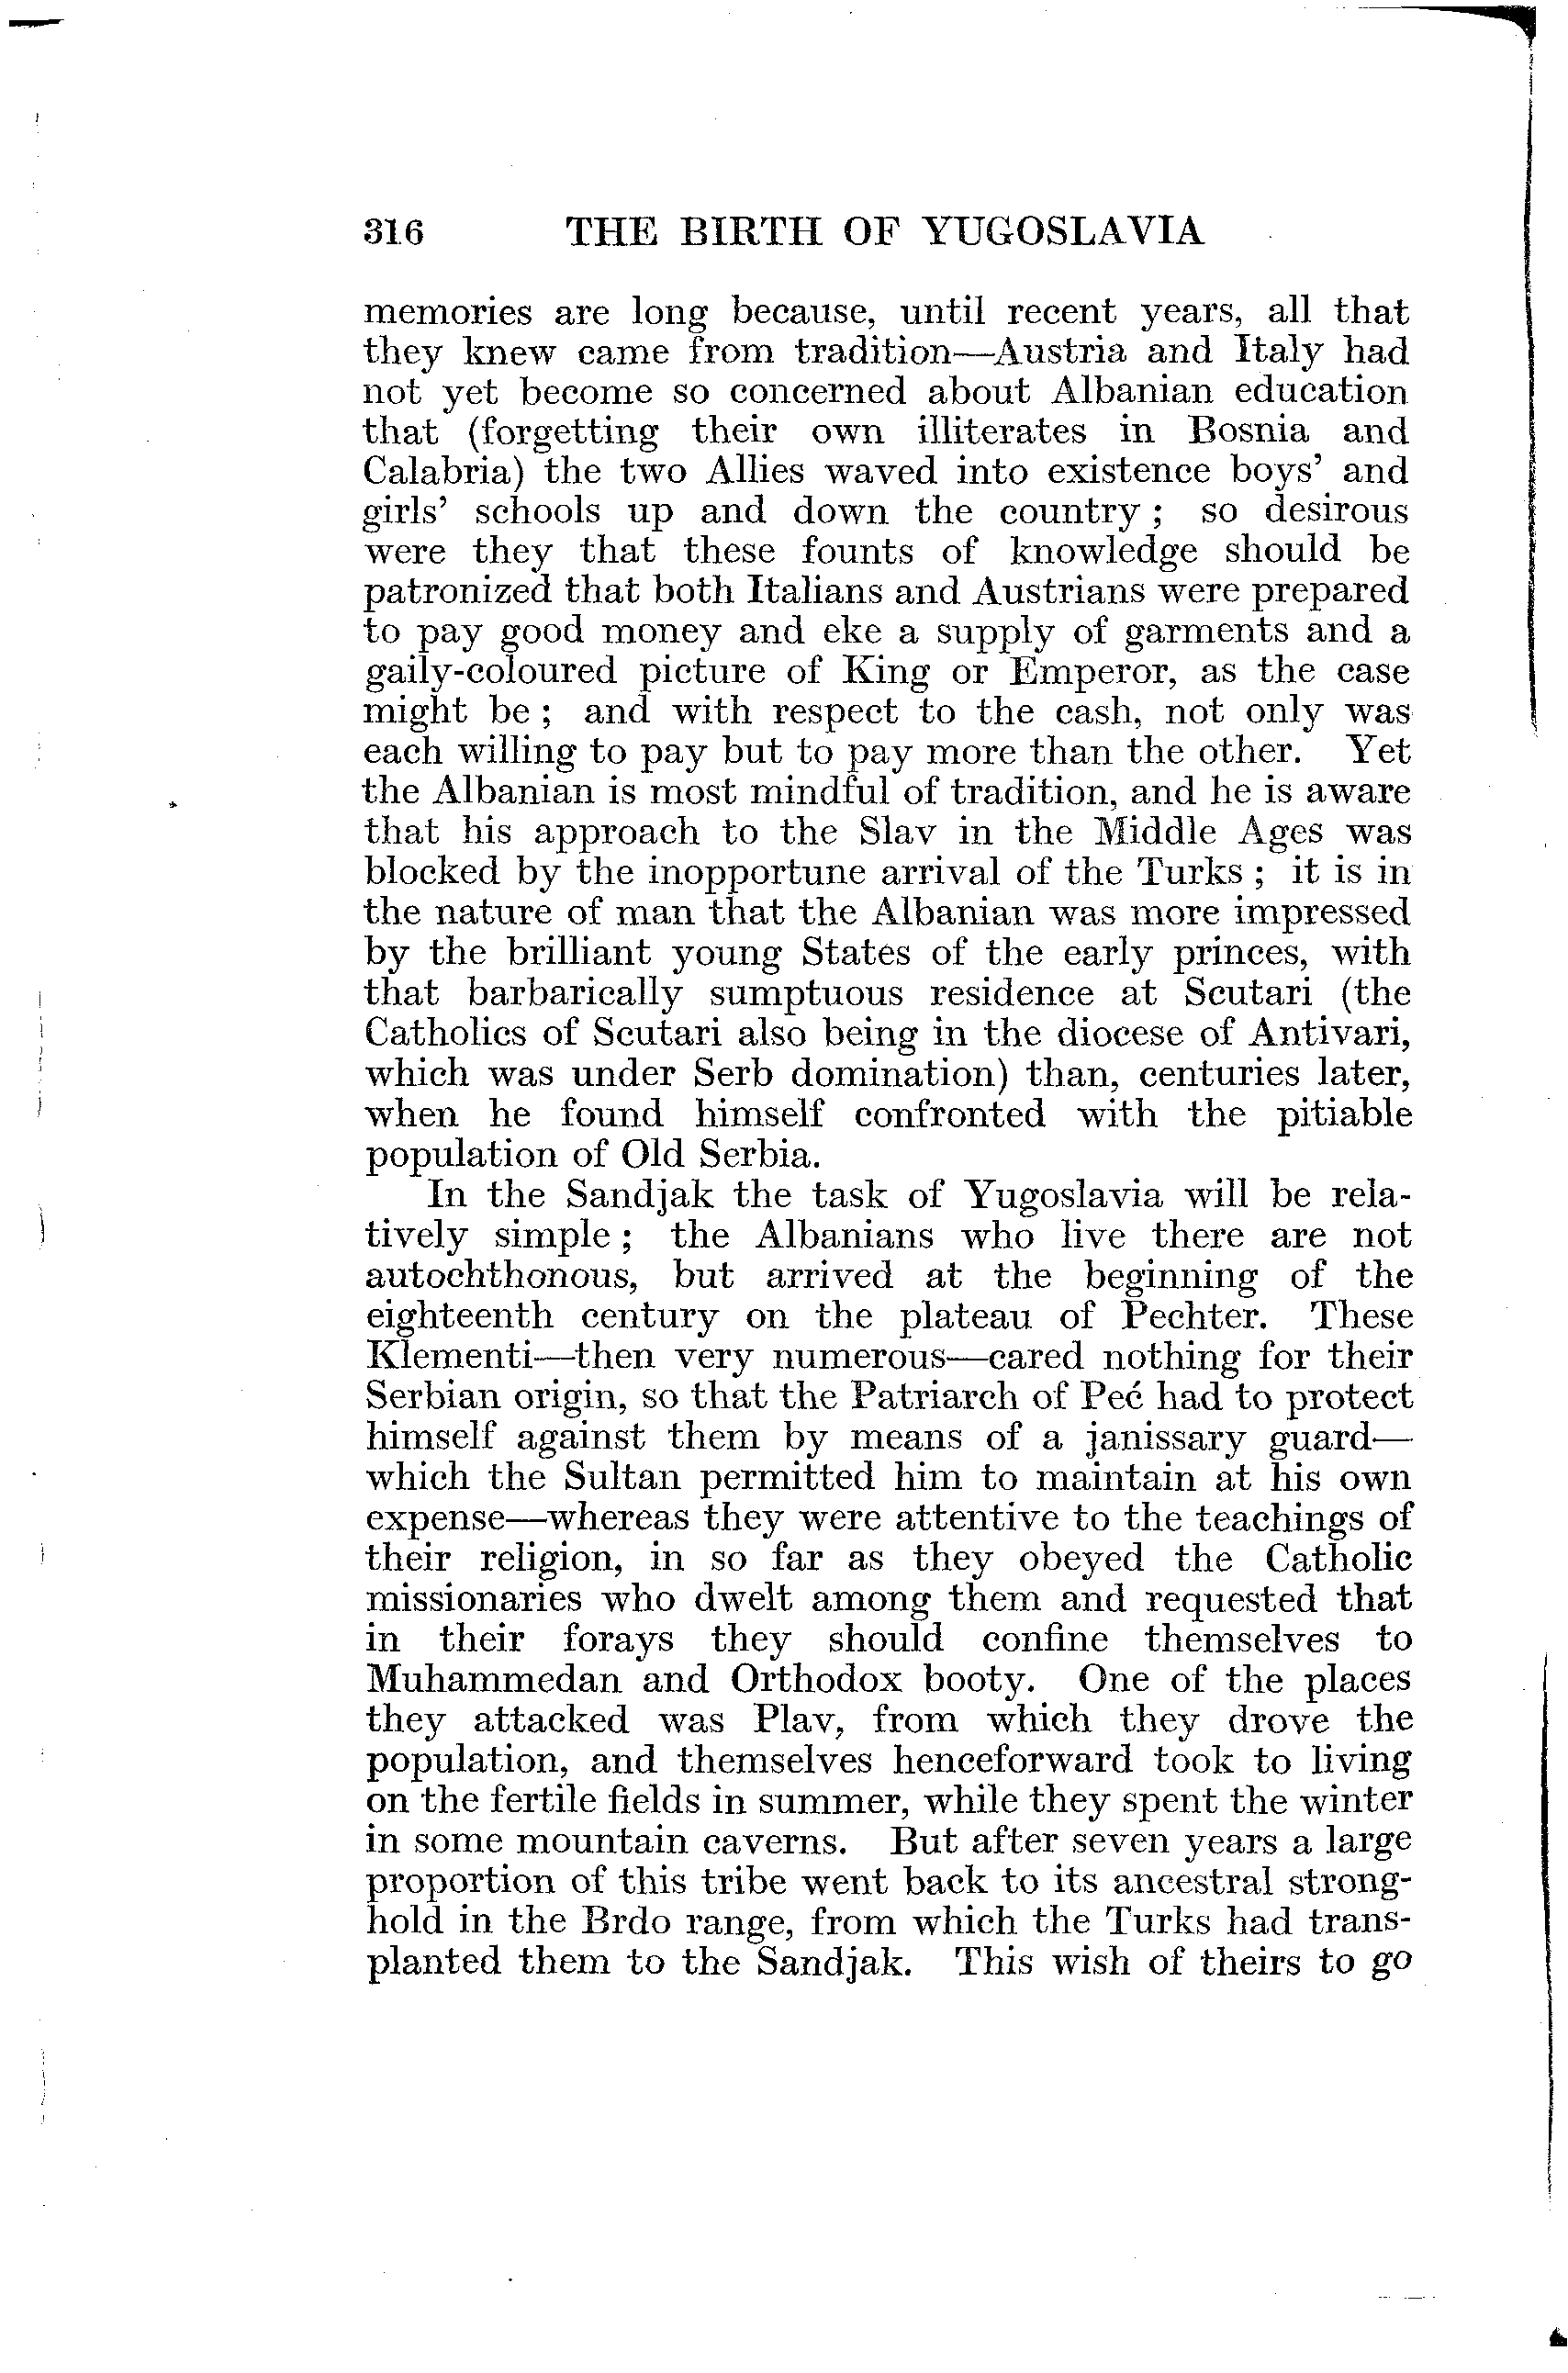 316 THE BIRTH OF YUGOSLAVIA
memories are long because, until recent years, all that
they knew came from tradition—Austria and Italy had
not yet become so concerned about Albanian education
that (forgetting their own illiterates in Bosnia and
Calabria) the two Allies waved into existence boys' and
girls' schools up and down the country ; so desirous
were they that these founts of knowledge should be
patronized that both Italians and Austrians were prepared
to pay good money and eke a supply of garments and a
gaily-coloured picture of King or Emperor, as the case
might be ; and with respect to the cash, not only was
each willing to pay but to pay more than the other. Yet
the Albanian is most mindful of tradition, and he is aware
that his approach to the Slav in the Middle Ages was
blocked by the inopportune arrival of the Turks ; it is in
the nature of man that the Albanian was more impressed
by the brilliant young States of the early princes, with
that barbarically sumptuous residence at Scutari (the
Catholics of Scutari also being in the diocese of Antivari,
which was under Serb domination) than, centuries later,
when he found himself confronted with the pitiable
population of Old Serbia.
In the Sandjak the task of Yugoslavia will be rela-
tively simple ; the Albanians who live there are not
autochthonous, but arrived at the beginning of the
eighteenth century on the plateau of Pechter. These
Klementi—then very numerous—cared nothing for their
Serbian origin, so that the Patriarch of Peć had to protect
himself against them by means of a janissary guard—
which the Sultan permitted him to maintain at his own
expense—whereas they were attentive to the teachings of
their religion, in so far as they obeyed the Catholic
missionaries who dwelt among them and requested that
in their forays they should confine themselves to
Muhammedan and Orthodox booty. One of the places
they attacked was Plav, from which they drove the
population, and themselves henceforward took to living
on the fertile fields in summer, while they spent the winter
in some mountain caverns. But after seven years a large
proportion of this tribe went back to its ancestral strong-
hold in the Brdo range, from which the Turks had trans-
planted them to the Sandjak. This wish of theirs to go